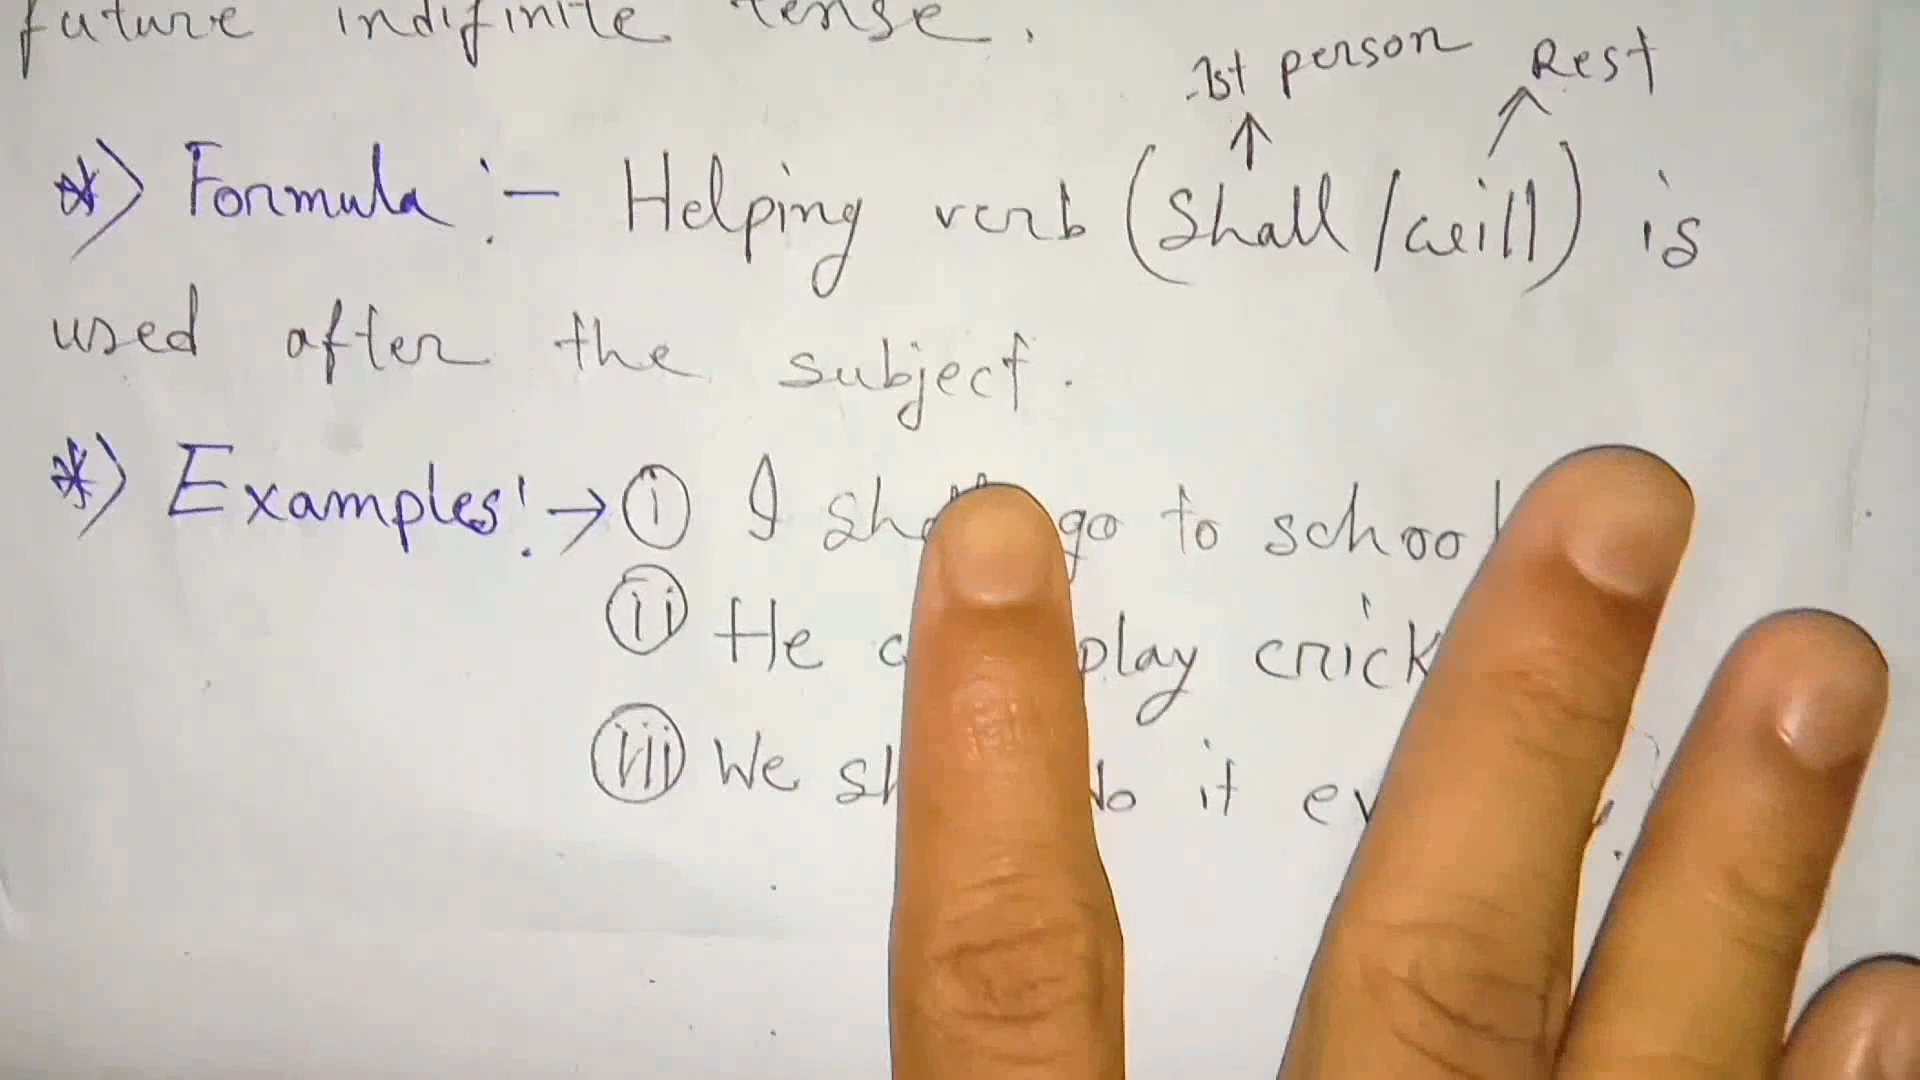 future indifinite tense.
1st person Rest
*) Formula :- Helping verb (Shall/will) is
used after the subject.
*) Examples :→ (i) I go to school
(ii) He play
(iii) We it